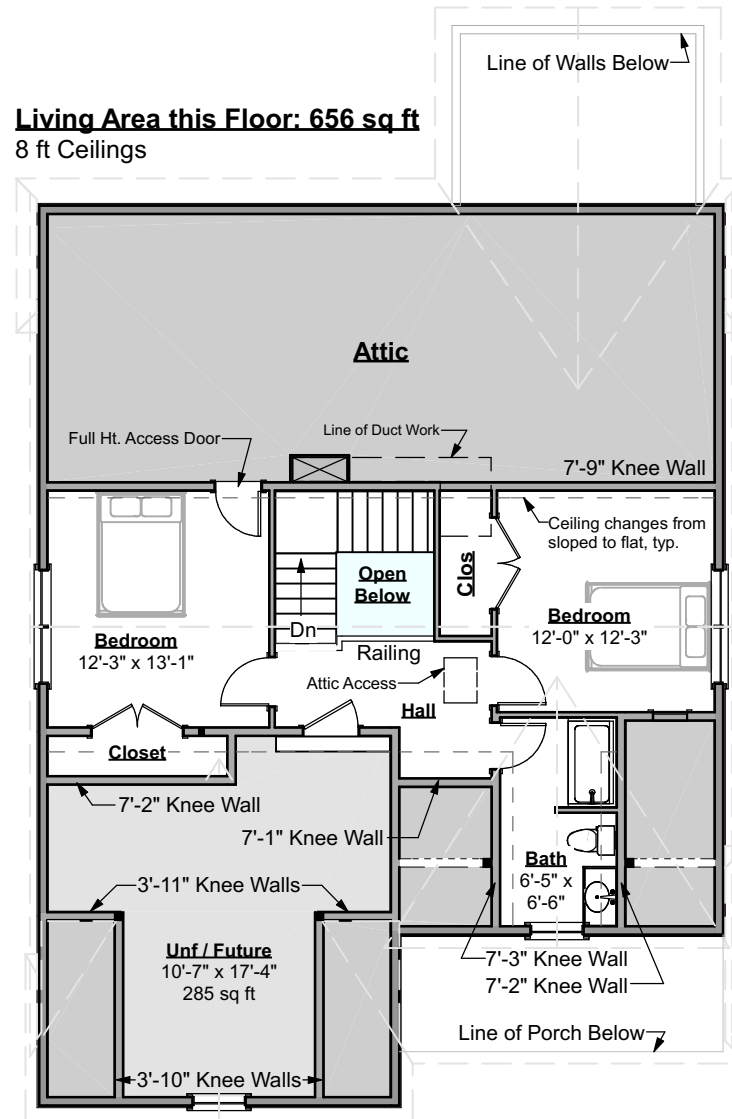 Line of Walls Below
Living Area this Floor: 656 sq ft
8 ft Ceilings
Attic
Full Ht. Access Door
Line of Duct Work
7'-9" Knee Wall
Ceiling changes from
sloped to flat, typ.
Open
Below
Clos
Bedroom
12'-3" x 13'-1"
Dn
Bedroom
12'-0" x 12'-3"
Railing
Attic Access
Hall
Closet
7'-2" Knee Wall
7'-1" Knee Wall
Bath
6'-5" x
6'-6"
3'-11" Knee Walls
Unf / Future
10'-7" x 17'-4"
285 sq ft
7'-3" Knee Wall
7'-2" Knee Wall
Line of Porch Below
3'-10" Knee Walls